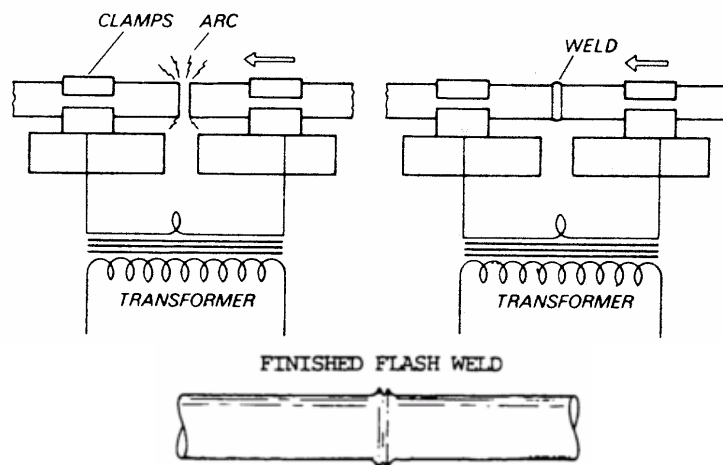 CLAMPS ARC
WELD
TRANSFORMER
TRANSFORMER
FINISHED FLASH WELD